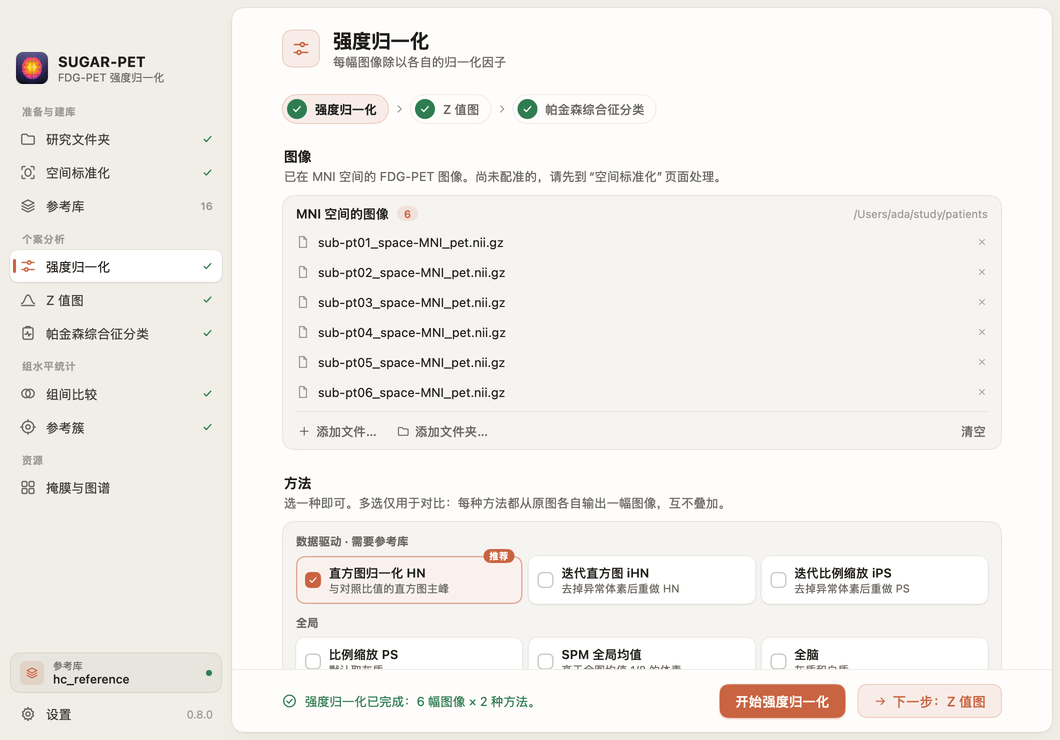 SUGAR-PET
FDG-PET 强度归一化
准备与建库
研究文件夹
空间标准化
参考库 16
个案分析
强度归一化
Z 值图
帕金森综合征分类
组水平统计
组间比较
参考簇
资源
掩膜与图谱
参考库
hc_reference
设置 0.8.0
强度归一化
每幅图像除以各自的归一化因子
强度归一化 › Z 值图 › 帕金森综合征分类
图像
已在 MNI 空间的 FDG-PET 图像。尚未配准的，请先到“空间标准化”页面处理。
MNI 空间的图像 6 /Users/ada/study/patients
sub-pt01_space-MNI_pet.nii.gz ×
sub-pt02_space-MNI_pet.nii.gz ×
sub-pt03_space-MNI_pet.nii.gz ×
sub-pt04_space-MNI_pet.nii.gz ×
sub-pt05_space-MNI_pet.nii.gz ×
sub-pt06_space-MNI_pet.nii.gz ×
+ 添加文件... 添加文件夹... 清空
方法
选一种即可。多选仅用于对比：每种方法都从原图各自输出一幅图像，互不叠加。
数据驱动 · 需要参考库
推荐
直方图归一化 HN
与对照比值的直方图主峰
迭代直方图 iHN
去掉异常体素后重做 HN
迭代比例缩放 iPS
去掉异常体素后重做 PS
全局
比例缩放 PS
SPM 全局均值
全脑
强度归一化已完成：6 幅图像 × 2 种方法。
开始强度归一化
→ 下一步：Z 值图